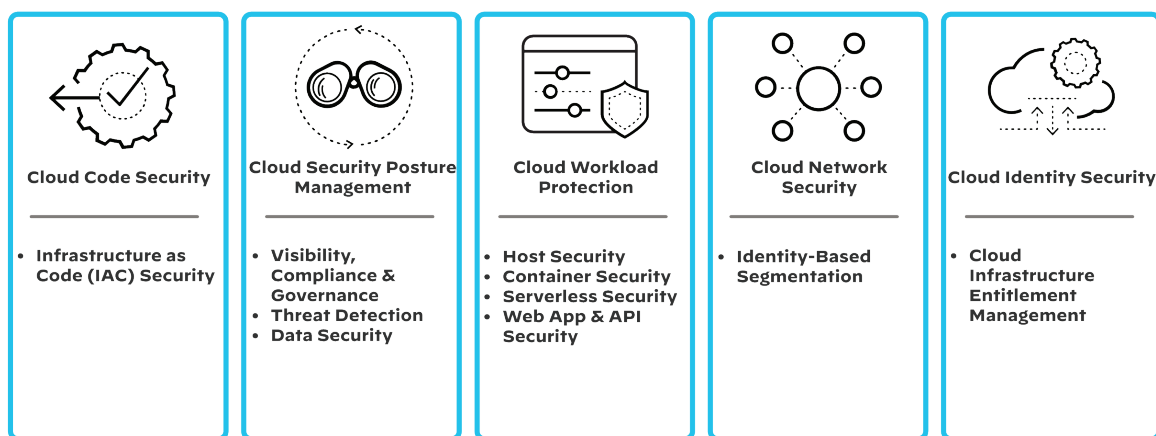 Cloud Code Security
• Infrastructure as
Code (IAC) Security
Cloud Security Posture
Management
• Visibility,
Compliance &
Governance
• Threat Detection
• Data Security
Cloud Workload
Protection
• Host Security
• Container Security
• Serverless Security
• Web App & API
Security
Cloud Network
Security
• Identity-Based
Segmentation
Cloud Identity Security
• Cloud
Infrastructure
Entitlement
Management